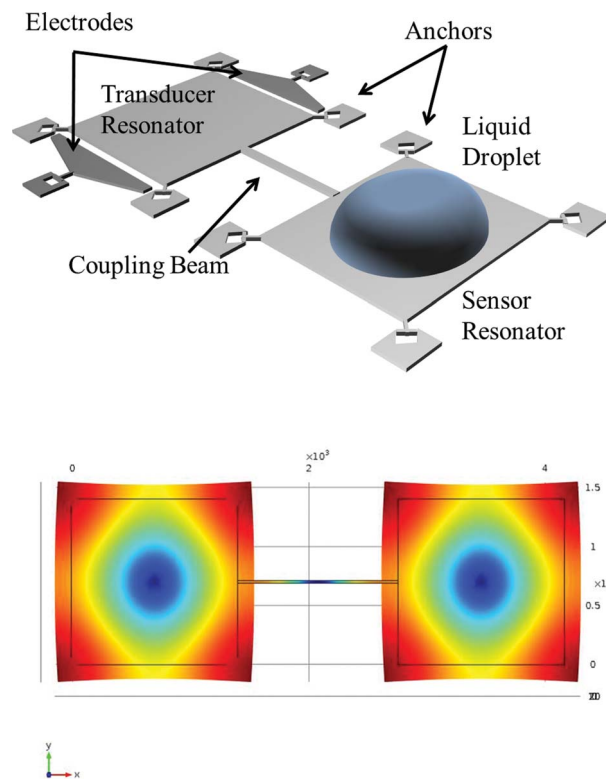 Electrodes
Anchors
Transducer
Resonator
Liquid
Droplet
Coupling Beam
Sensor
Resonator
×10³
0
2
4
1.5
1
×1
0.5
0
y
x